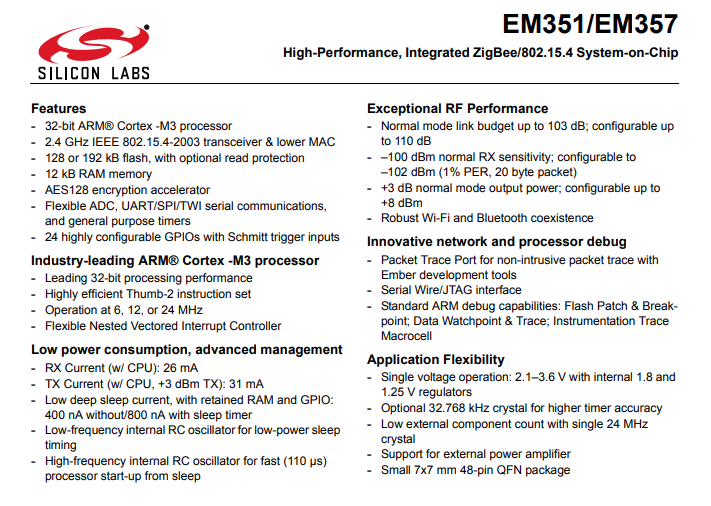 SILICON LABS
EM351/EM357
High-Performance, Integrated ZigBee/802.15.4 System-on-Chip
Features
- 32-bit ARM® Cortex -M3 processor
- 2.4 GHz IEEE 802.15.4-2003 transceiver & lower MAC
- 128 or 192 kB flash, with optional read protection
- 12 kB RAM memory
- AES128 encryption accelerator
- Flexible ADC, UART/SPI/TWI serial communications,
and general purpose timers
- 24 highly configurable GPIOs with Schmitt trigger inputs
Industry-leading ARM® Cortex -M3 processor
- Leading 32-bit processing performance
- Highly efficient Thumb-2 instruction set
- Operation at 6, 12, or 24 MHz
- Flexible Nested Vectored Interrupt Controller
Low power consumption, advanced management
- RX Current (w/ CPU): 26 mA
- TX Current (w/ CPU, +3 dBm TX): 31 mA
- Low deep sleep current, with retained RAM and GPIO:
400 nA without/800 nA with sleep timer
- Low-frequency internal RC oscillator for low-power sleep
timing
- High-frequency internal RC oscillator for fast (110 µs)
processor start-up from sleep
Exceptional RF Performance
- Normal mode link budget up to 103 dB; configurable up
to 110 dB
- –100 dBm normal RX sensitivity; configurable to
–102 dBm (1% PER, 20 byte packet)
- +3 dB normal mode output power; configurable up to
+8 dBm
- Robust Wi-Fi and Bluetooth coexistence
Innovative network and processor debug
- Packet Trace Port for non-intrusive packet trace with
Ember development tools
- Serial Wire/JTAG interface
- Standard ARM debug capabilities: Flash Patch & Break-
point; Data Watchpoint & Trace; Instrumentation Trace
Macrocell
Application Flexibility
- Single voltage operation: 2.1–3.6 V with internal 1.8 and
1.25 V regulators
- Optional 32.768 kHz crystal for higher timer accuracy
- Low external component count with single 24 MHz
crystal
- Support for external power amplifier
- Small 7x7 mm 48-pin QFN package